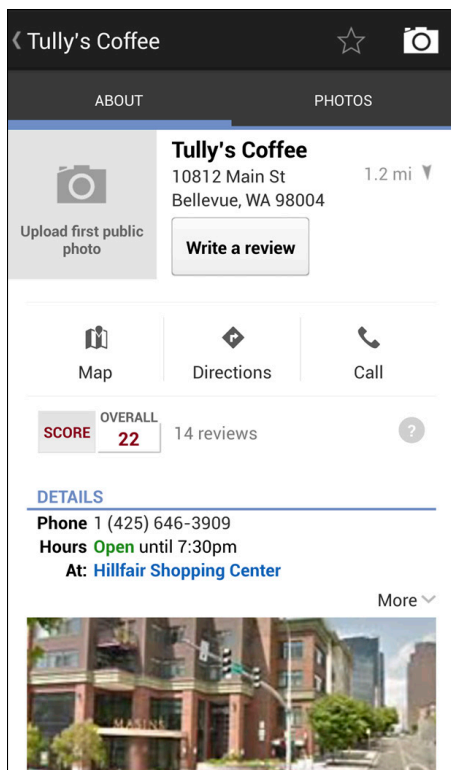 Tully's Coffee
ABOUT
PHOTOS
Upload first public
photo
Tully's Coffee
10812 Main St
Bellevue, WA 98004
1.2 mi
Write a review
Map
Directions
Call
SCORE
OVERALL
22
14 reviews
?
DETAILS
Phone 1 (425) 646-3909
Hours Open until 7:30pm
At: Hillfair Shopping Center
More
MASINS